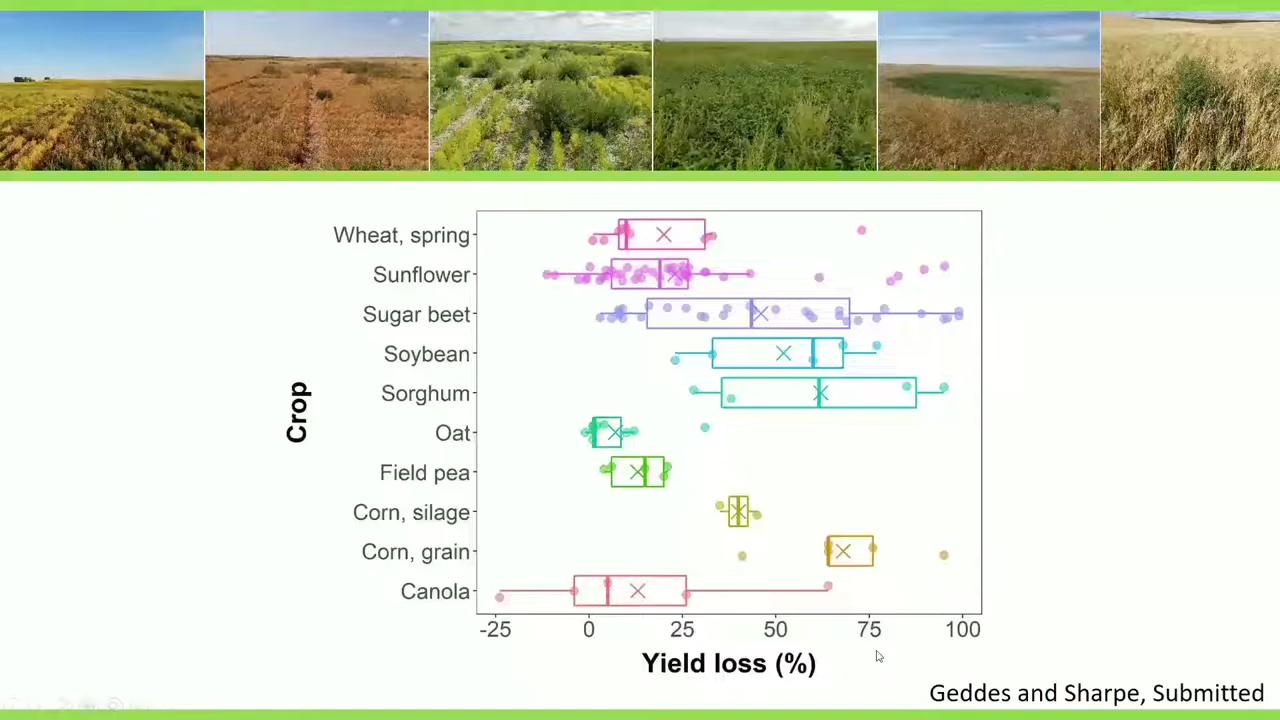 Wheat, spring
Sunflower
Sugar beet
Soybean
Sorghum
Oat
Field pea
Corn, silage
Corn, grain
Canola
Crop
-25 0 25 50 75 100
Yield loss (%)
Geddes and Sharpe, Submitted